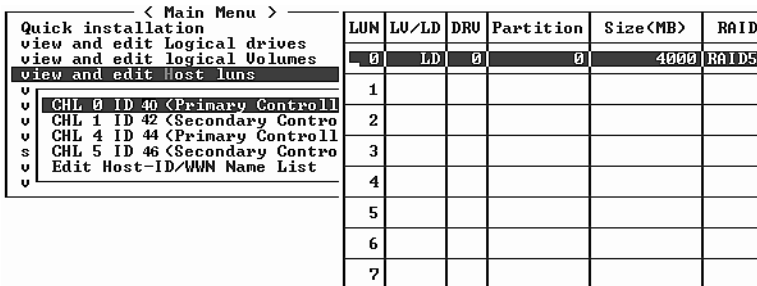 < Main Menu >
Quick installation
view and edit Logical drives
view and edit logical Volumes
view and edit Host luns
v
v CHL 0 ID 40 (Primary Controll
v CHL 1 ID 42 (Secondary Contro
v CHL 4 ID 44 (Primary Controll
s CHL 5 ID 46 (Secondary Contro
v Edit Host-ID/WWN Name List
v
LUN LV/LD DRV Partition Size(MB) RAID
0 LD 0 0 4000 RAID5
1
2
3
4
5
6
7